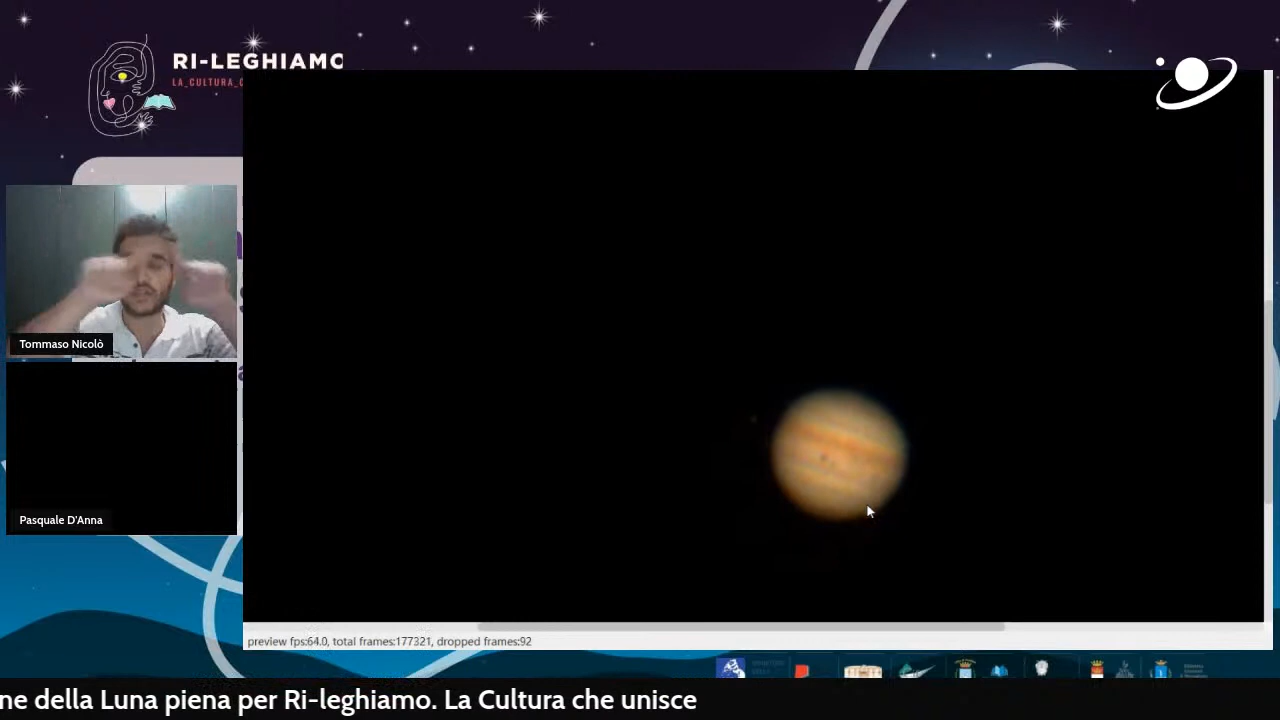 RI-LEGHIAMO
LA_CULTURA_C
Tommaso Nicolò
Pasquale D'Anna
preview fps:64.0, total frames:177321, dropped frames:92
ne della Luna piena per Ri-leghiamo. La Cultura che unisce